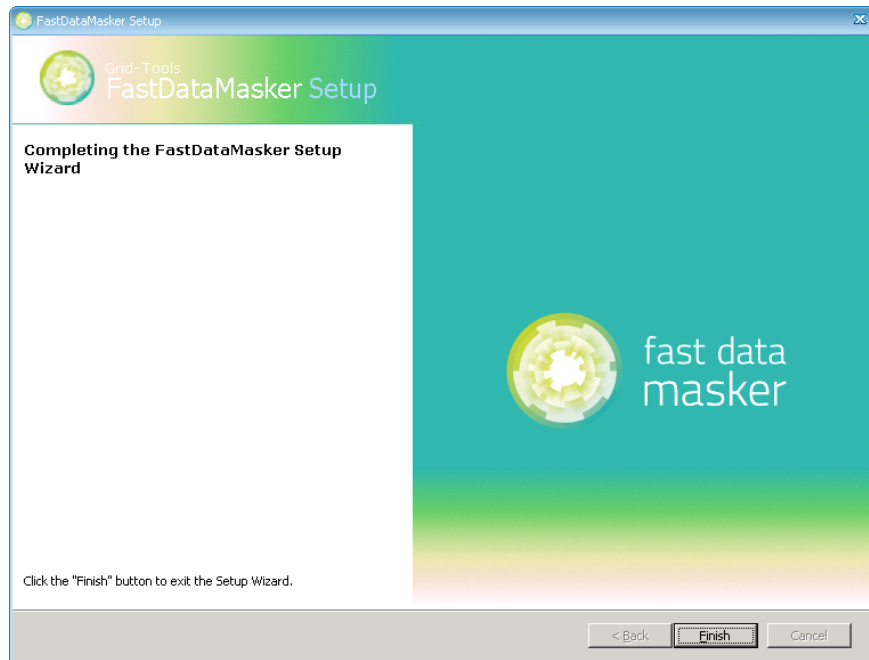 FastDataMasker Setup
Grid-Tools
FastDataMasker Setup
Completing the FastDataMasker Setup
Wizard
fast data
masker
Click the "Finish" button to exit the Setup Wizard.
< Back
Finish
Cancel